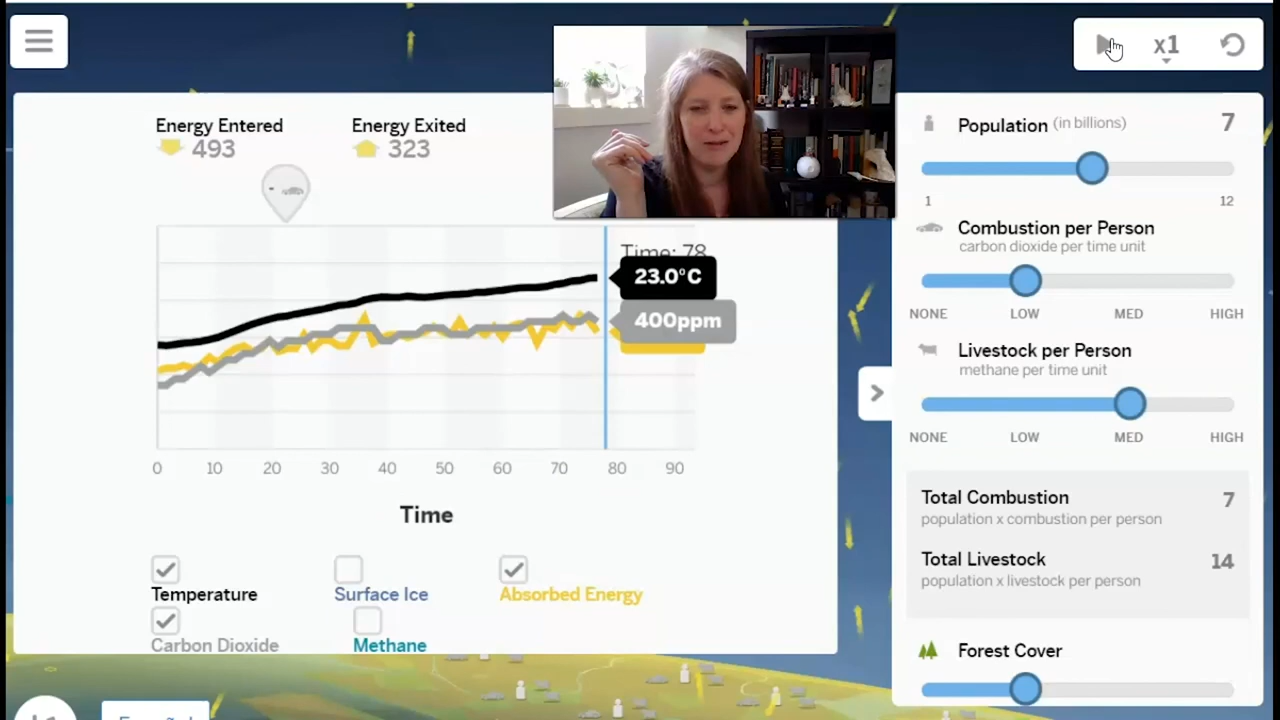 Energy Entered
493
Energy Exited
323
Time: 78
23.0°C
400ppm
0 10 20 30 40 50 60 70 80 90
Time
Temperature
Surface Ice
Absorbed Energy
Carbon Dioxide
Methane
x1
Population (in billions) 7
1 12
Combustion per Person
carbon dioxide per time unit
NONE LOW MED HIGH
Livestock per Person
methane per time unit
NONE LOW MED HIGH
Total Combustion 7
population x combustion per person
Total Livestock 14
population x livestock per person
Forest Cover
Español